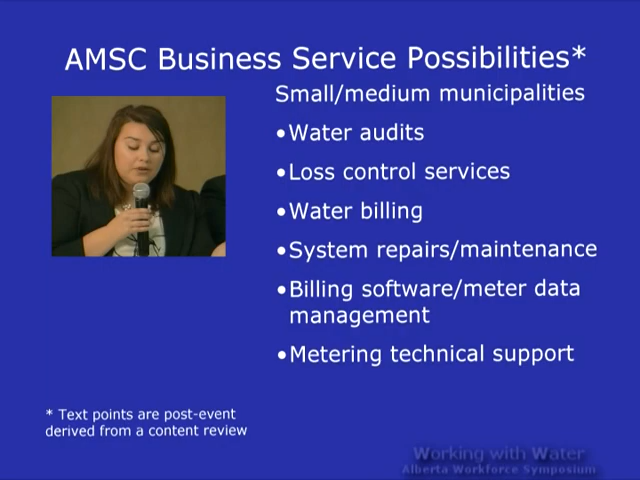 AMSC Business Service Possibilities*
Small/medium municipalities
•Water audits
•Loss control services
•Water billing
•System repairs/maintenance
•Billing software/meter data
management
•Metering technical support
* Text points are post-event
derived from a content review
Working with Water
Alberta Workforce Symposium